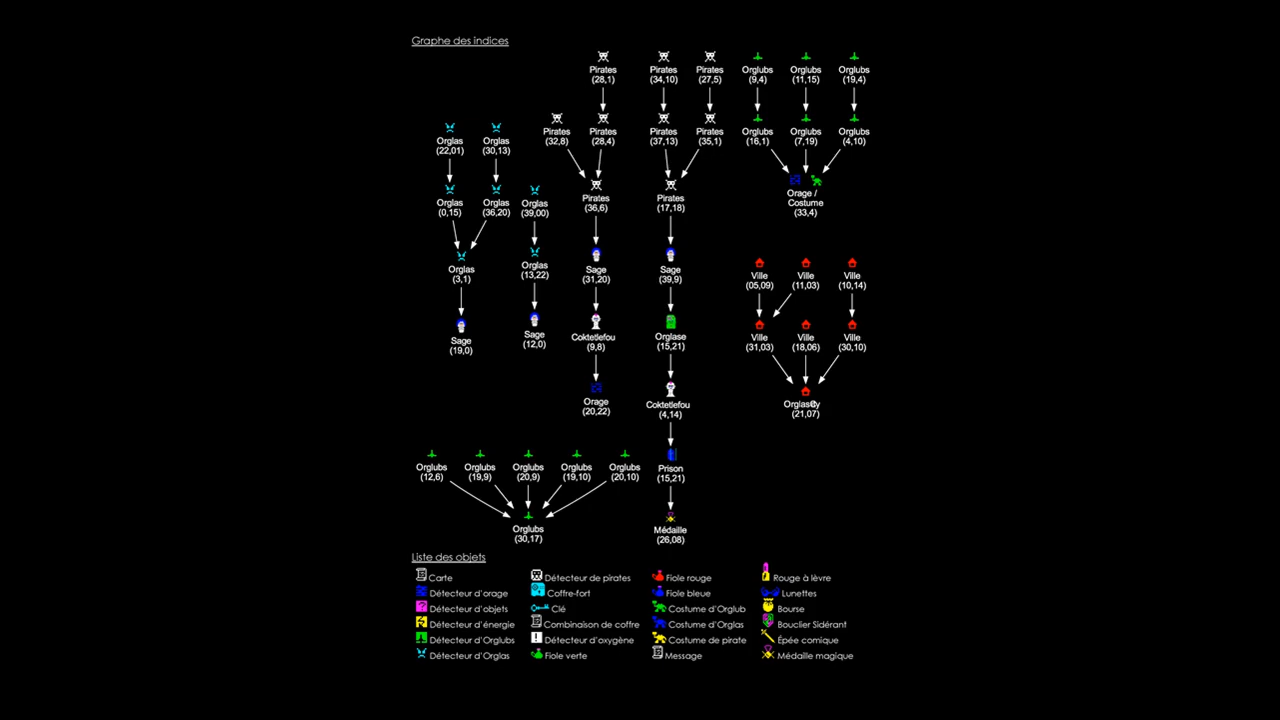 Graphe des indices
Pirates
(28,1)
Pirates
(34,10)
Pirates
(27,5)
Orglubs
(9,4)
Orglubs
(11,15)
Orglubs
(19,4)
Orglas
(22,01)
Orglas
(30,13)
Pirates
(32,8)
Pirates
(28,4)
Pirates
(37,13)
Pirates
(35,1)
Orglubs
(16,1)
Orglubs
(7,19)
Orglubs
(4,10)
Orglas
(0,15)
Orglas
(36,20)
Orglas
(39,00)
Pirates
(36,6)
Pirates
(17,18)
Orage /
Costume
(33,4)
Orglas
(3,1)
Orglas
(13,22)
Sage
(31,20)
Sage
(39,9)
Ville
(05,09)
Ville
(11,03)
Ville
(10,14)
Sage
(19,0)
Sage
(12,0)
Coktetlefou
(9,8)
Orglase
(15,21)
Ville
(31,03)
Ville
(18,06)
Ville
(30,10)
Orage
(20,22)
Coktetlefou
(4,14)
(21,07)
Orglubs
(12,6)
Orglubs
(19,9)
Orglubs
(20,9)
Orglubs
(19,10)
Orglubs
(20,10)
Prison
(15,21)
Orglubs
(30,17)
Médaille
(26,08)
Liste des objets
Carte
Détecteur de pirates
Fiole rouge
Rouge à lèvre
Détecteur d'orage
Coffre-fort
Fiole bleue
Lunettes
Détecteur d'objets
Clé
Costume d'Orglub
Bourse
Détecteur d'énergie
Combinaison de coffre
Costume d'Orglas
Bouclier Sidérant
Détecteur d'Orglubs
Détecteur d'oxygène
Costume de pirate
Épée comique
Détecteur d'Orglas
Fiole verte
Message
Médaille magique